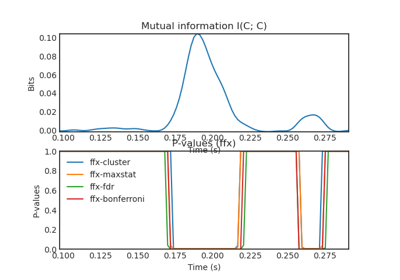 Mutual information I(C; C)
0.10
0.08
0.06
0.04
0.02
0.00
Bits
0.100 0.125 0.150 0.175 0.200 0.225 0.250 0.275
Time (s)
P-values (ffx)
1.0
0.8
0.6
0.4
0.2
0.0
P-values
ffx-cluster
ffx-maxstat
ffx-fdr
ffx-bonferroni
0.100 0.125 0.150 0.175 0.200 0.225 0.250 0.275
Time (s)